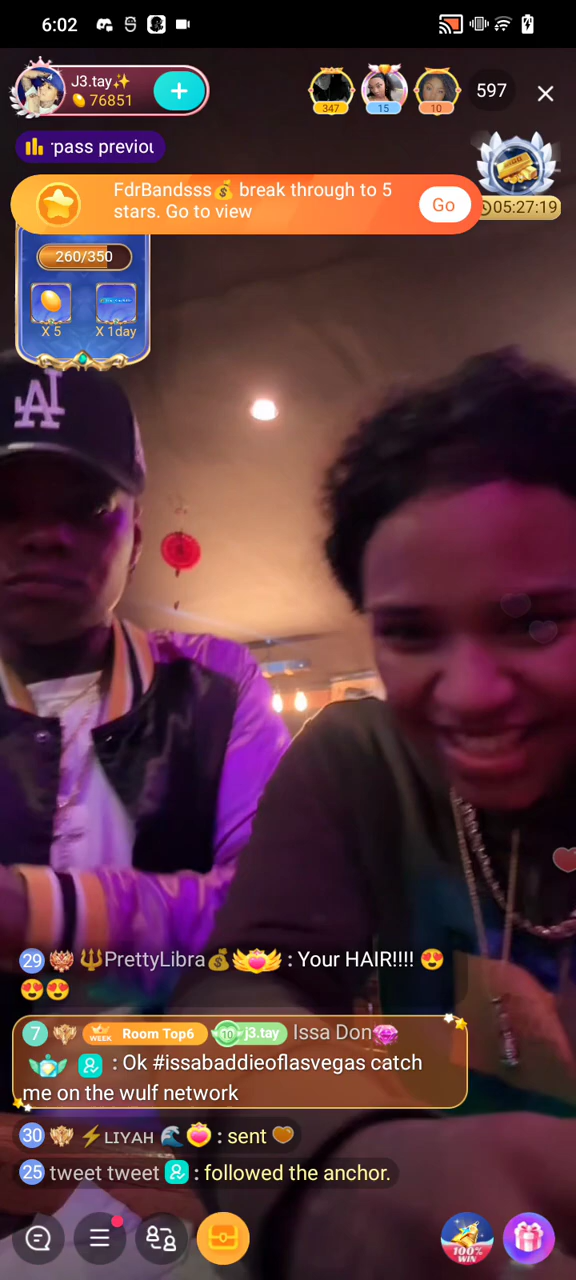 6:02
J3.tay✨
76851
+
347
15
10
597
pass previou
FdrBandsss💰 break through to 5
stars. Go to view
Go
05:27:19
260/350
X 5
X 1day
LA
29 🔱PrettyLibra💰 : Your HAIR!!!! 😍
😍😍
7 WEEK Room Top6 10 j3.tay Issa Don💎
: Ok #issabaddieoflasvegas catch
me on the wulf network
30 ⚡LIYAH 🌊 : sent 🧡
25 tweet tweet : followed the anchor.
100%
WIN